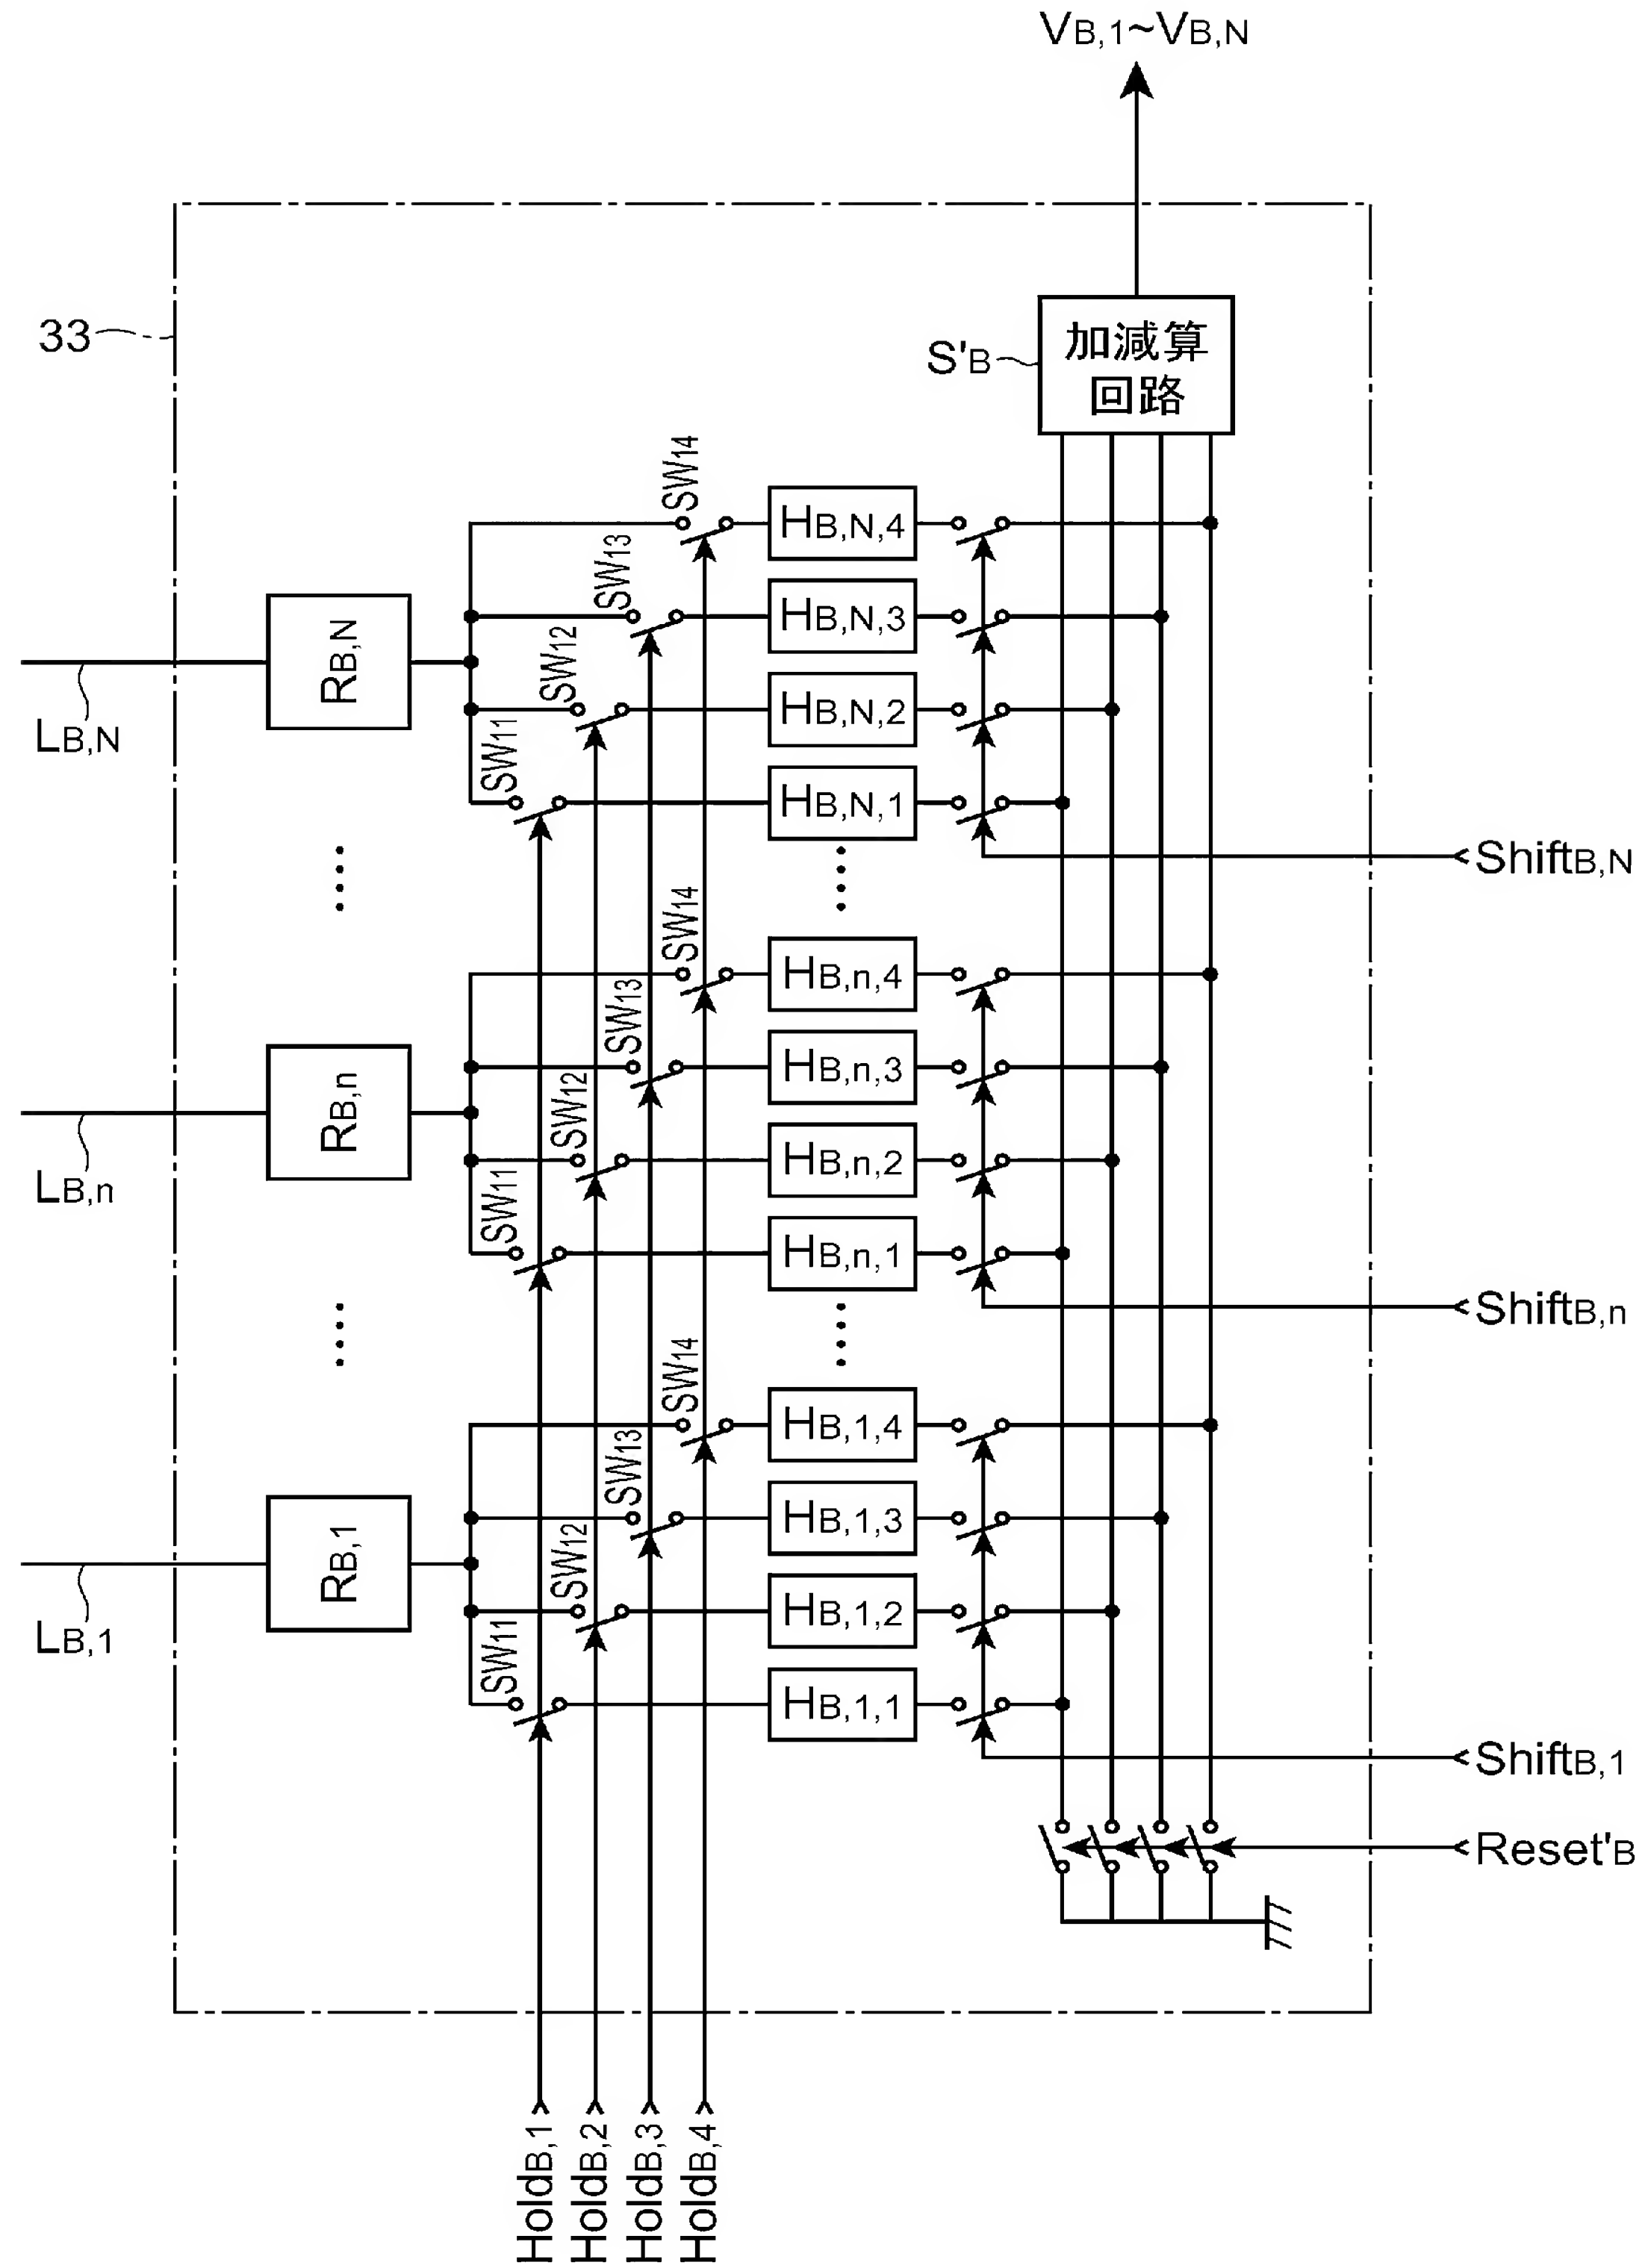 VB,1~VB,N
33
S'B
加減算
回路
SW14
HB,N,4
SW13
HB,N,3
RB,N
LB,N
SW12
HB,N,2
SW11
HB,N,1
ShiftB,N
SW14
HB,n,4
SW13
HB,n,3
RB,n
LB,n
SW12
HB,n,2
SW11
HB,n,1
ShiftB,n
SW14
HB,1,4
SW13
HB,1,3
RB,1
LB,1
SW12
HB,1,2
SW11
HB,1,1
ShiftB,1
Reset'B
HoldB,1
HoldB,2
HoldB,3
HoldB,4